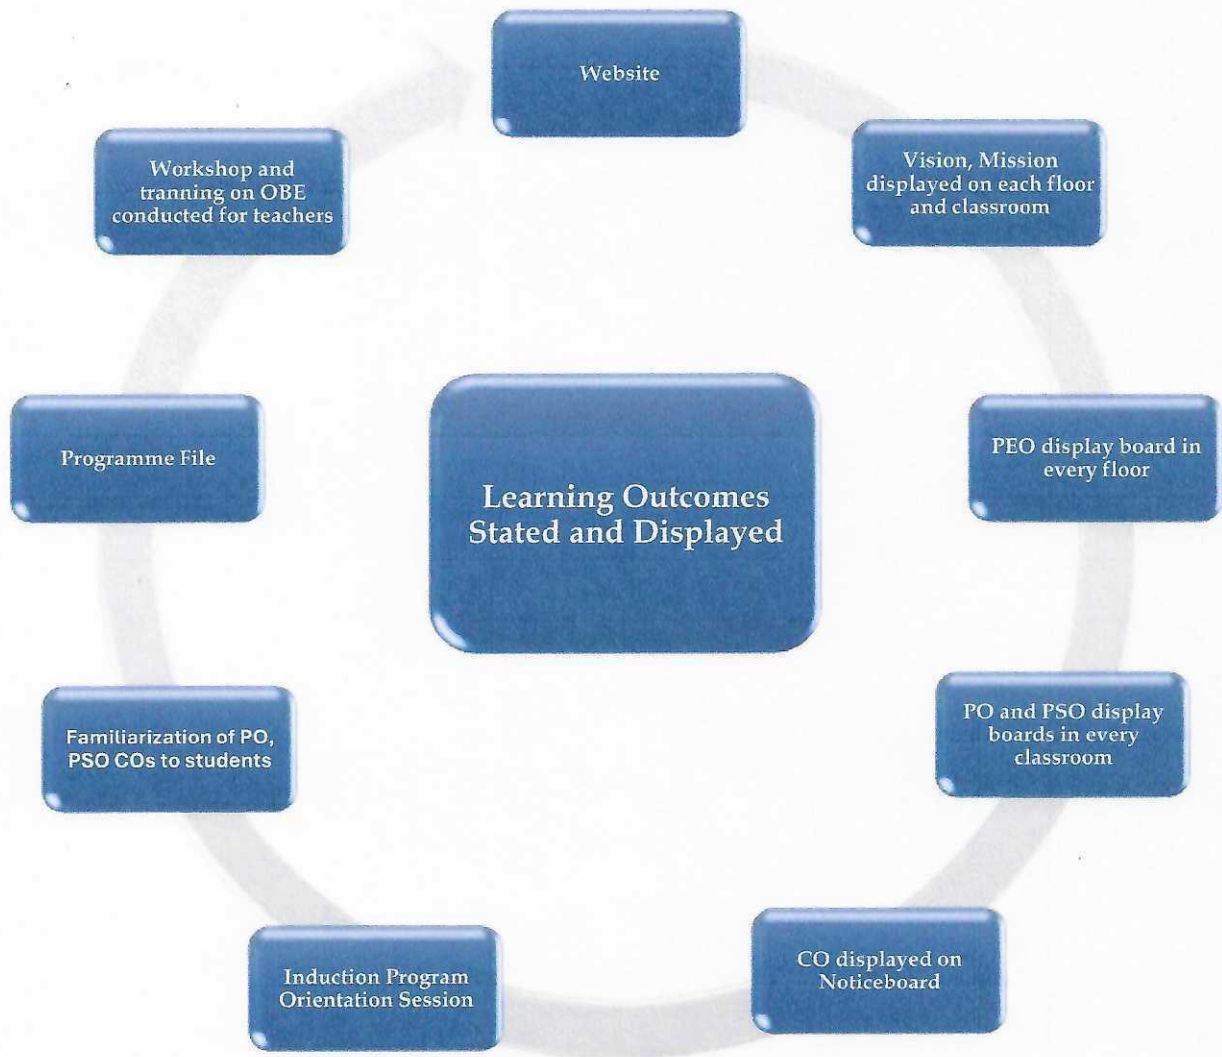 Website
Vision, Mission
displayed on each floor
and classroom
PEO display board in
every floor
PO and PSO display
boards in every
classroom
CO displayed on
Noticeboard
Induction Program
Orientation Session
Familiarization of PO,
PSO COs to students
Programme File
Workshop and
tranning on OBE
conducted for teachers
Learning Outcomes
Stated and Displayed